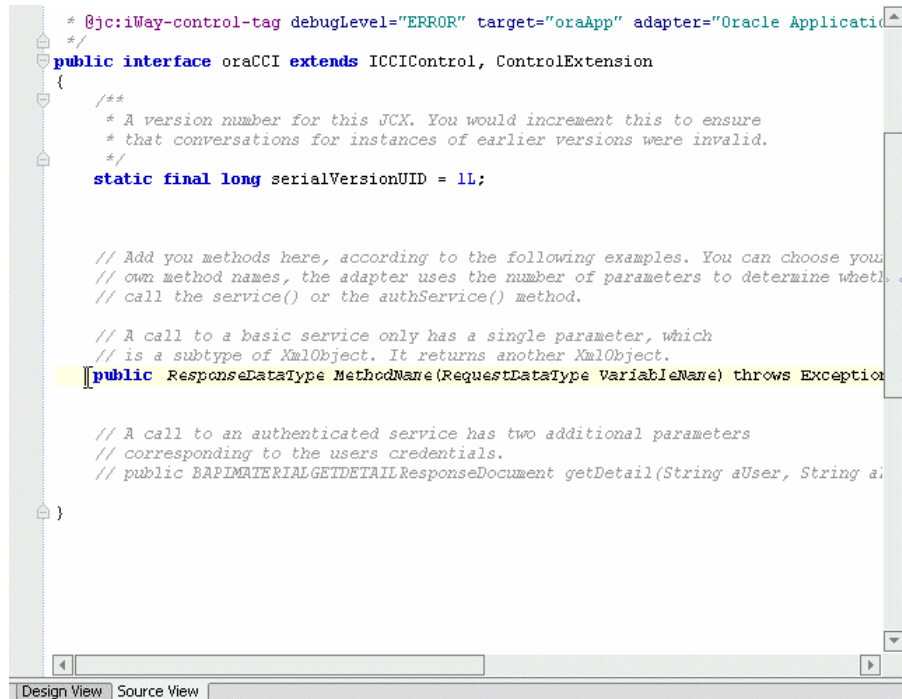 * @jc:iWay-control-tag debugLevel="ERROR" target="oraApp" adapter="Oracle Applicatio
*/
public interface oraCCI extends ICCIControl, ControlExtension
{
/**
* A version number for this JCX. You would increment this to ensure
* that conversations for instances of earlier versions were invalid.
*/
static final long serialVersionUID = 1L;
// Add you methods here, according to the following examples. You can choose your
// own method names, the adapter uses the number of parameters to determine wheth
// call the service() or the authService() method.
// A call to a basic service only has a single parameter, which
// is a subtype of XmlObject. It returns another XmlObject.
public ResponseDataType MethodName(RequestDataType VariableName) throws Exception
// A call to an authenticated service has two additional parameters
// corresponding to the users credentials.
// public BAPIMATERIALGETDETAILResponseDocument getDetail(String aUser, String a
}
Design View
Source View